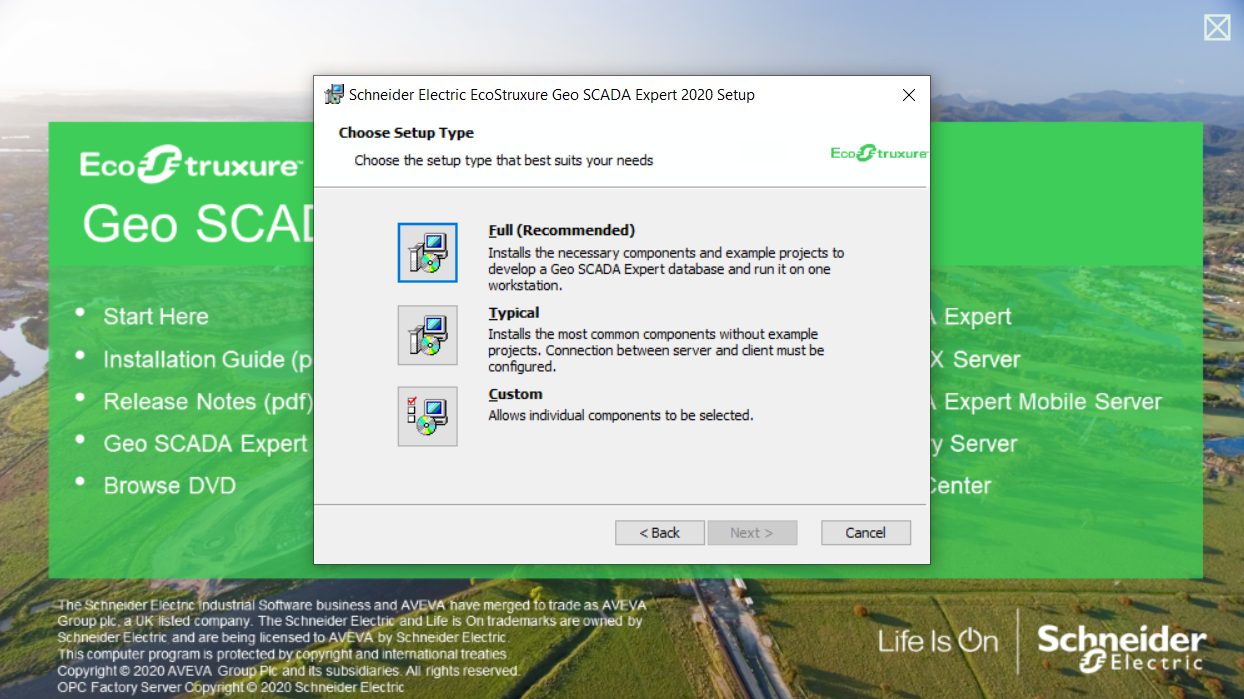 Schneider Electric EcoStruxure Geo SCADA Expert 2020 Setup
Choose Setup Type
Choose the setup type that best suits your needs
EcoStruxure
Full (Recommended)
Installs the necessary components and example projects to
develop a Geo SCADA Expert database and run it on one
workstation.
Typical
Installs the most common components without example
projects. Connection between server and client must be
configured.
Custom
Allows individual components to be selected.
< Back
Next >
Cancel
EcoStruxure™
Geo SCAD
• Start Here
• Installation Guide (p
• Release Notes (pdf)
• Geo SCADA Expert
• Browse DVD
A Expert
X Server
A Expert Mobile Server
y Server
Center
The Schneider Electric Industrial Software business and AVEVA have merged to trade as AVEVA
Group plc, a UK listed company. The Schneider Electric and Life is On trademarks are owned by
Schneider Electric and are being licensed to AVEVA by Schneider Electric.
This computer program is protected by copyright and international treaties.
Copyright © 2020 AVEVA Group Plc and its subsidiaries. All rights reserved.
OPC Factory Server Copyright © 2020 Schneider Electric
Life Is On
Schneider
Electric